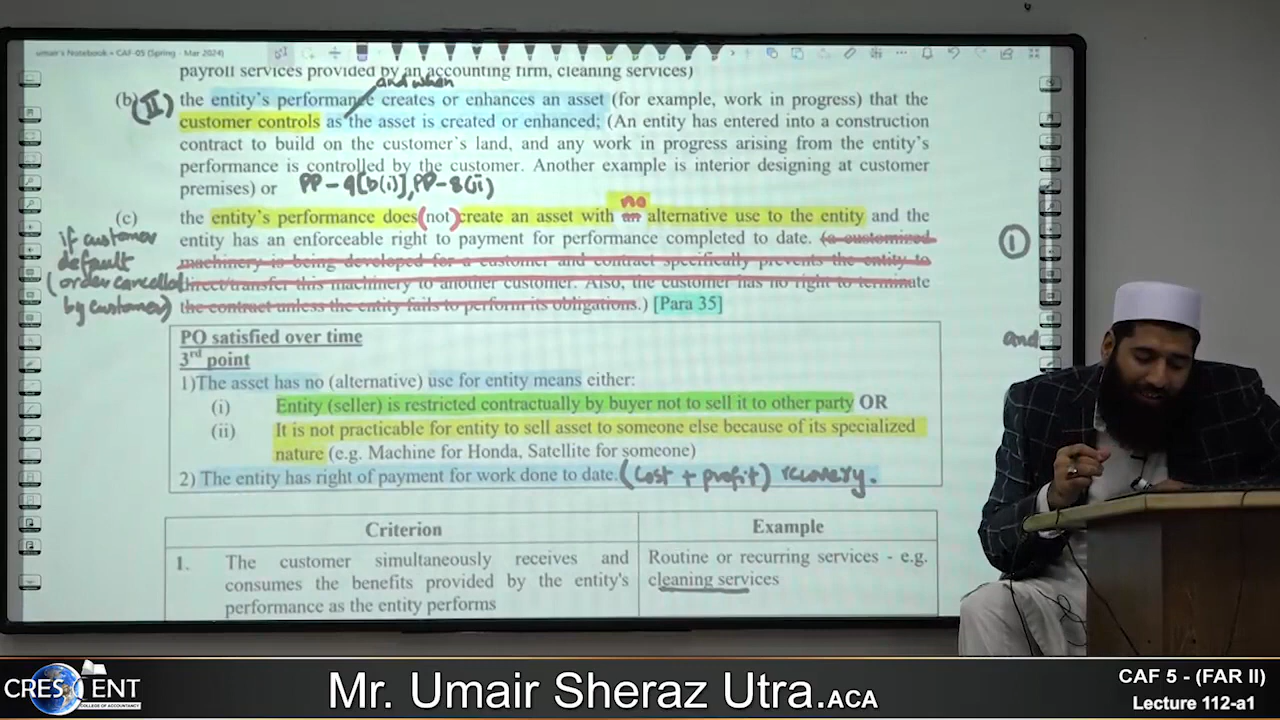 umair's Notebook » CAF-05 (Spring - Mar 2024)
payroll services provided by an accounting firm, cleaning services)
and when
(b) (II) the entity's performance creates or enhances an asset (for example, work in progress) that the
customer controls as the asset is created or enhanced; (An entity has entered into a construction
contract to build on the customer's land, and any work in progress arising from the entity's
performance is controlled by the customer. Another example is interior designing at customer
premises) or PP-9[b(i)], PP-8(ii)
no
(c) the entity's performance does (not) create an asset with an alternative use to the entity and the
entity has an enforceable right to payment for performance completed to date. (a customized
machinery is being developed for a customer and contract specifically prevents the entity to
direct/transfer this machinery to another customer. Also, the customer has no right to terminate
the contract unless the entity fails to perform its obligations.) [Para 35]
if customer
default
(order cancelled
by customer)
1
and
PO satisfied over time
3rd point
1)The asset has no (alternative) use for entity means either:
(i) Entity (seller) is restricted contractually by buyer not to sell it to other party OR
(ii) It is not practicable for entity to sell asset to someone else because of its specialized
nature (e.g. Machine for Honda, Satellite for someone)
2) The entity has right of payment for work done to date. (Cost + profit) recovery.
Criterion Example
1. The customer simultaneously receives and Routine or recurring services - e.g.
consumes the benefits provided by the entity's cleaning services
performance as the entity performs
CRESCENT
COLLEGE OF ACCOUNTANCY
Mr. Umair Sheraz Utra.ACA
CAF 5 - (FAR II)
Lecture 112-a1